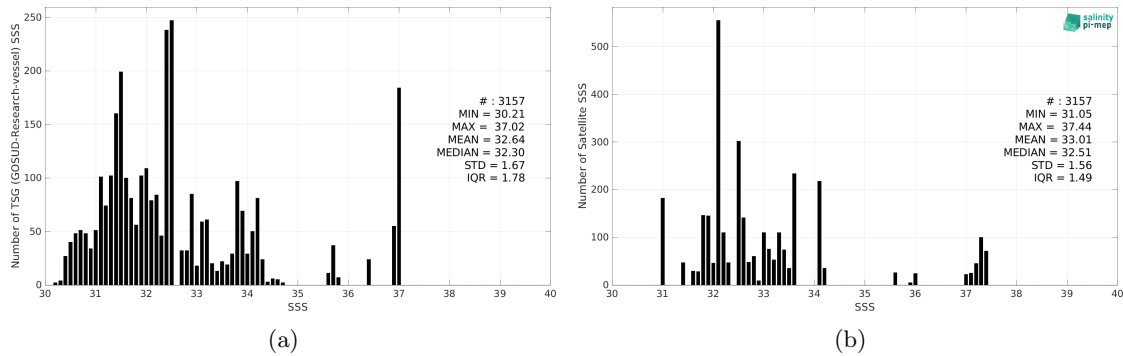 Number of TSG (GOSUD-Research-vessel) SSS
250
200
150
100
50
0
30 31 32 33 34 35 36 37 38 39 40
SSS
# : 3157
MIN = 30.21
MAX = 37.02
MEAN = 32.64
MEDIAN = 32.30
STD = 1.67
IQR = 1.78
(a)
Number of Satellite SSS
500
400
300
200
100
0
30 31 32 33 34 35 36 37 38 39 40
SSS
salinity
pi-mep
# : 3157
MIN = 31.05
MAX = 37.44
MEAN = 33.01
MEDIAN = 32.51
STD = 1.56
IQR = 1.49
(b)